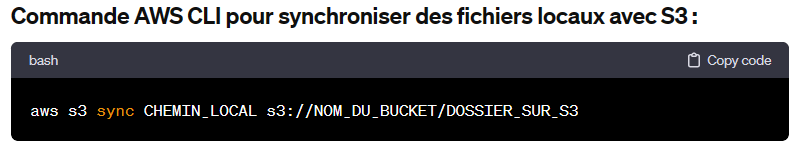 Commande AWS CLI pour synchroniser des fichiers locaux avec S3 :
bash
Copy code
aws s3 sync CHEMIN_LOCAL s3://NOM_DU_BUCKET/DOSSIER_SUR_S3